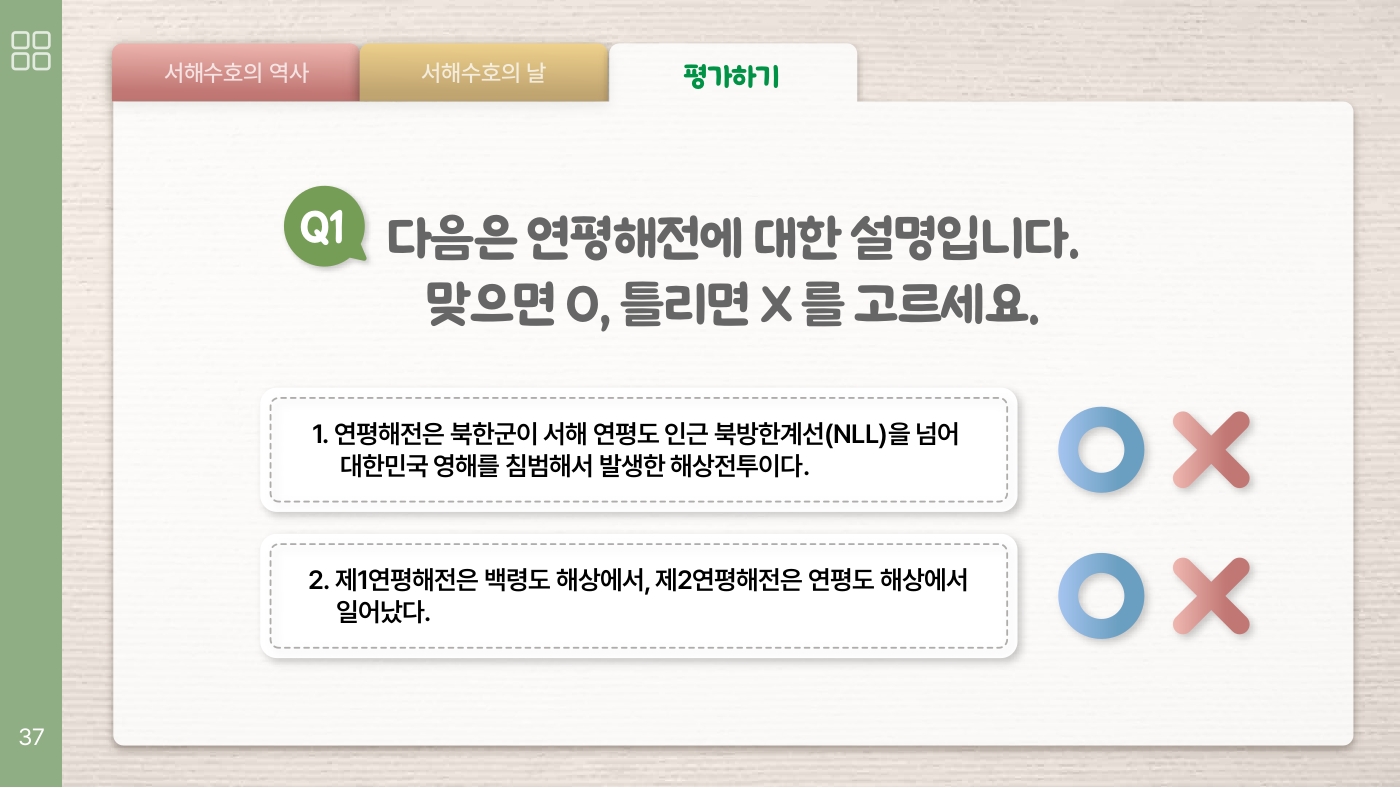 서해수호의 역사
서해수호의 날
평가하기
Q1
다음은 연평해전에 대한 설명입니다.
맞으면 O, 틀리면 X 를 고르세요.
1. 연평해전은 북한군이 서해 연평도 인근 북방한계선(NLL)을 넘어
대한민국 영해를 침범해서 발생한 해상전투이다.
2. 제1연평해전은 백령도 해상에서, 제2연평해전은 연평도 해상에서
일어났다.
37